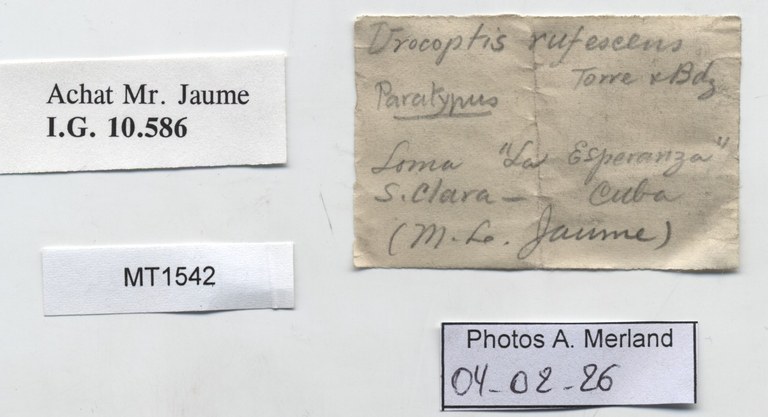 Achat Mr. Jaume
I.G. 10.586
MT1542
Urocoptis rufescens
Torre & Bdz
Paratypus
Loma "La Esperanza"
S. Clara - Cuba
(M. L. Jaume)
Photos A. Merland
04-02-26